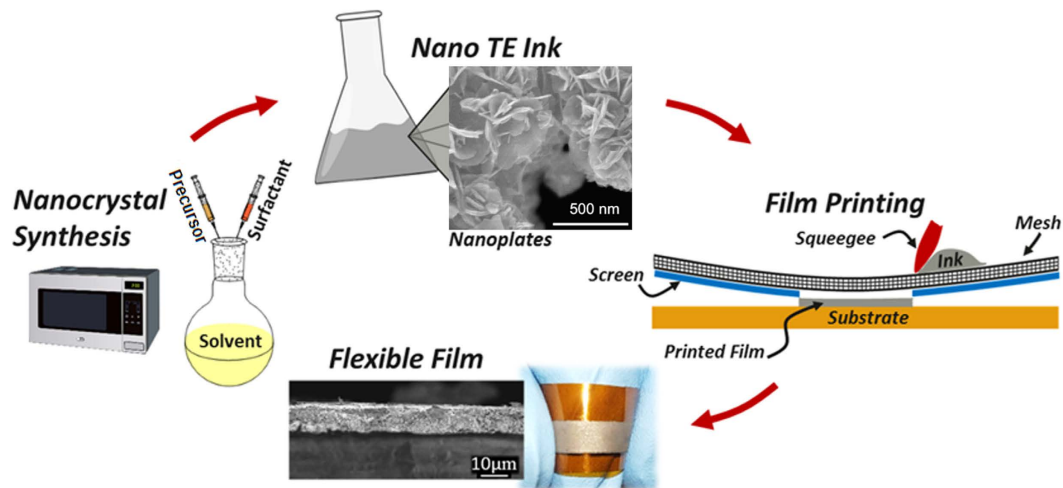 Nano TE Ink
Nanocrystal
Synthesis
Precursor
Surfactant
Solvent
500 nm
Nanoplates
Film Printing
Squeegee
Mesh
Ink
Screen
Substrate
Printed Film
Flexible Film
10μm